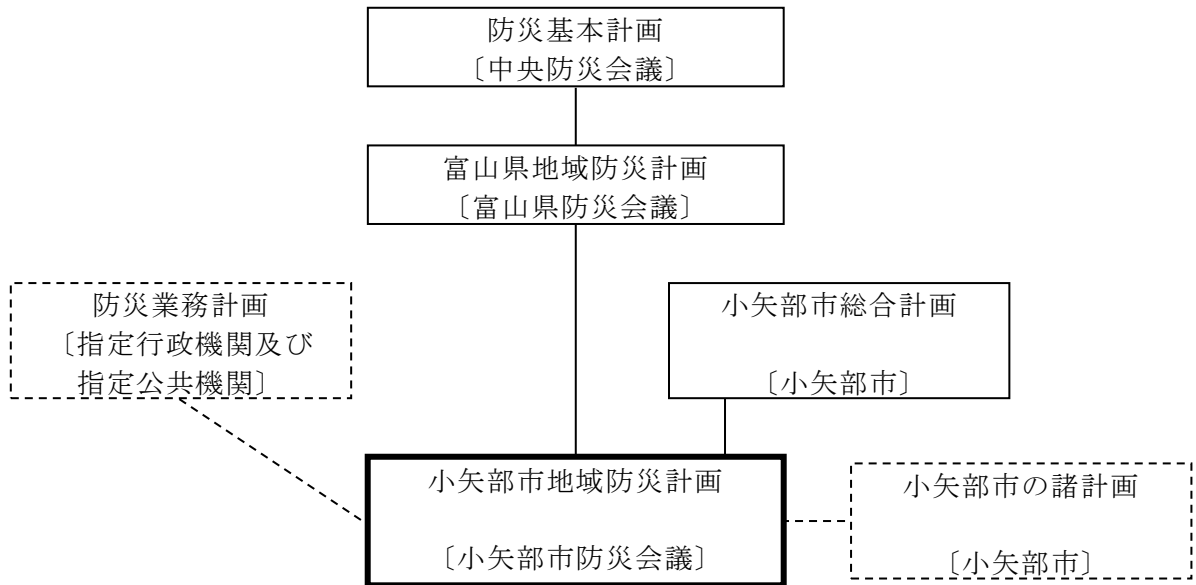 防災基本計画
〔中央防災会議〕
富山県地域防災計画
〔富山県防災会議〕
防災業務計画
〔指定行政機関及び
指定公共機関〕
小矢部市総合計画
〔小矢部市〕
小矢部市地域防災計画
〔小矢部市防災会議〕
小矢部市の諸計画
〔小矢部市〕